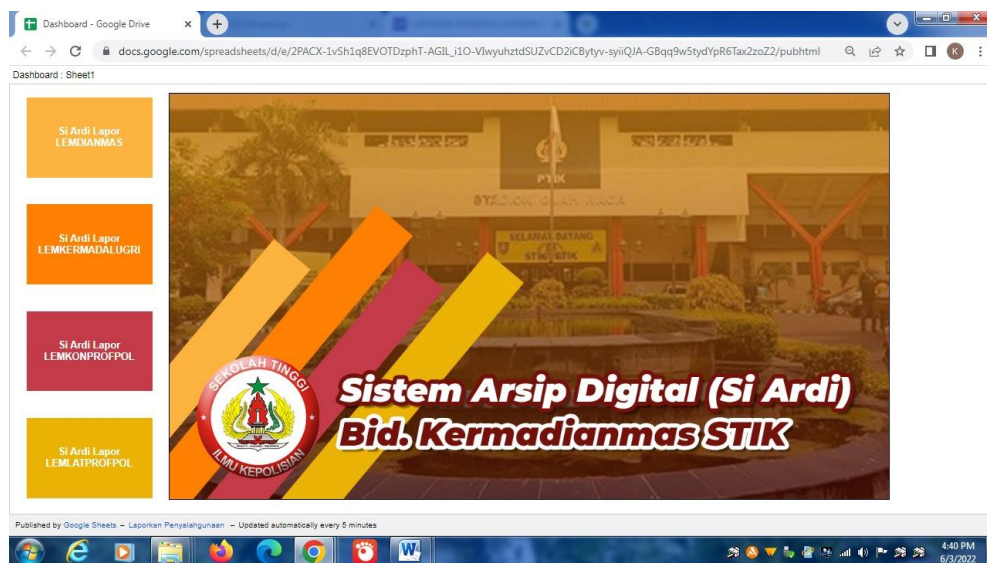 Dashboard - Google Drive
docs.google.com/spreadsheets/d/e/2PACX-1vSh1q8EVOTDzphT-AGIL_i1O-VIwyuhztdSUZvCD2iCBytyv-syiiQJA-GBqq9w5tydYpR6Tax2zoZ2/pubhtml
K
Dashboard : Sheet1
Si Ardi Lapor
LEMDIANMAS
Si Ardi Lapor
LEMKERMADALUGRI
Si Ardi Lapor
LEMKONPROFPOL
Si Ardi Lapor
LEMLATPROFPOL
PTIK
STADION OLAH RAGA
SELAMAT DATANG
STIK
SEKOLAH TINGGI
ILMU KEPOLISIAN
Sistem Arsip Digital (Si Ardi)
Bid. Kermadianmas STIK
Published by Google Sheets – Laporkan Penyalahgunaan – Updated automatically every 5 minutes
4:40 PM
6/3/2022